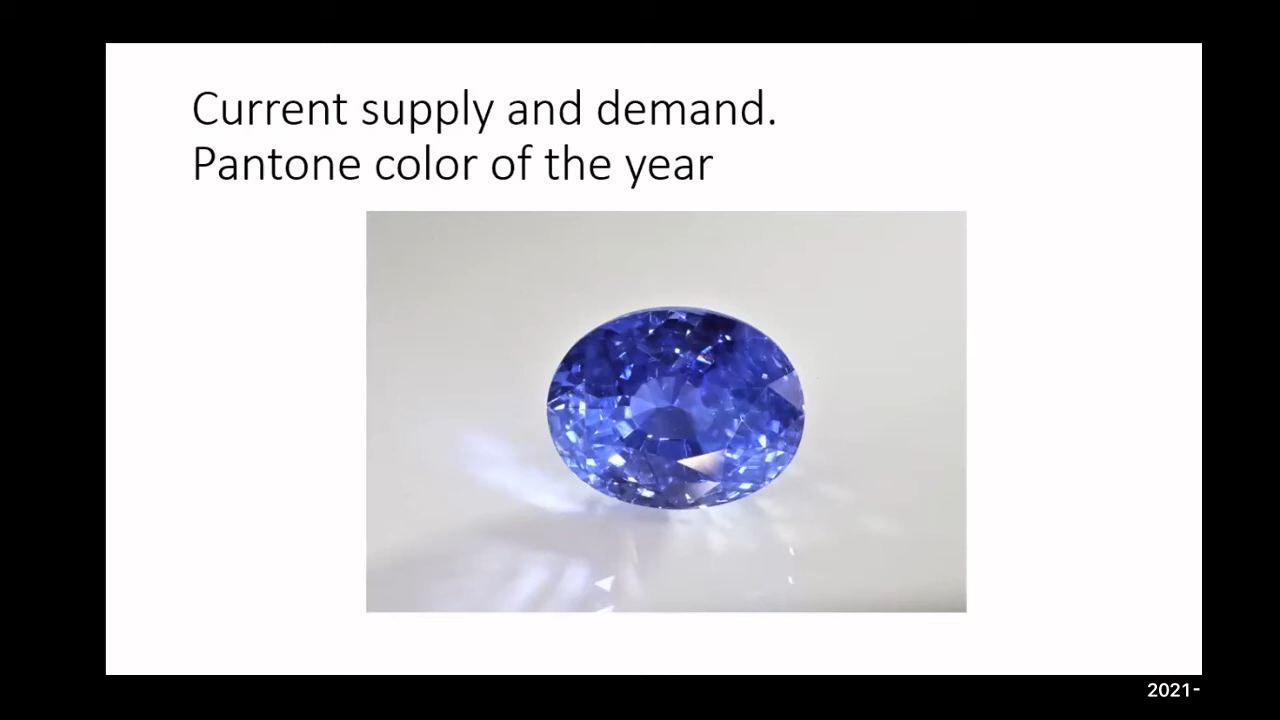 Current supply and demand.
Pantone color of the year
2021-